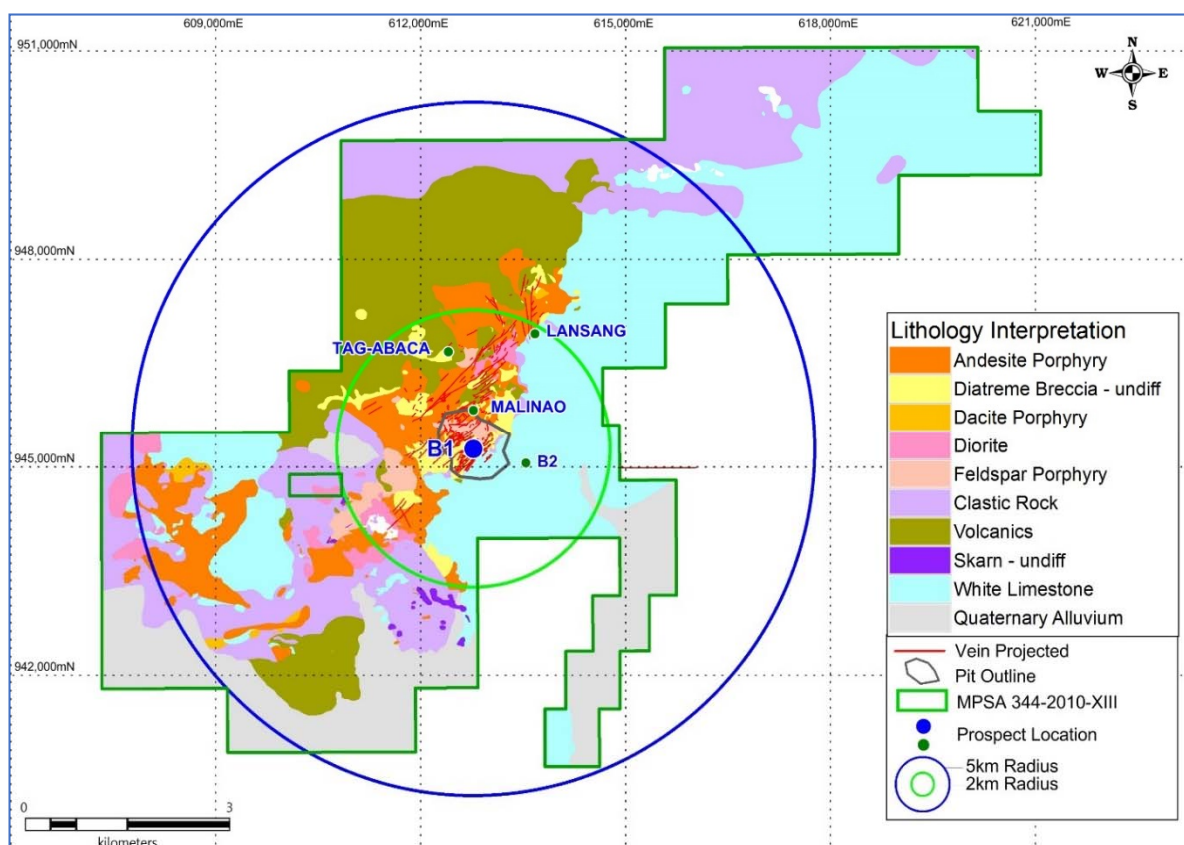 609,000mE
612,000mE
615,000mE
618,000mE
621,000mE
951,000mN
N
W E
S
948,000mN
LANSANG
TAG-ABACA
MALINAO
B1
B2
945,000mN
942,000mN
Lithology Interpretation
Andesite Porphyry
Diatreme Breccia - undiff
Dacite Porphyry
Diorite
Feldspar Porphyry
Clastic Rock
Volcanics
Skarn - undiff
White Limestone
Quaternary Alluvium
Vein Projected
Pit Outline
MPSA 344-2010-XIII
Prospect Location
5km Radius
2km Radius
0 3
kilometers